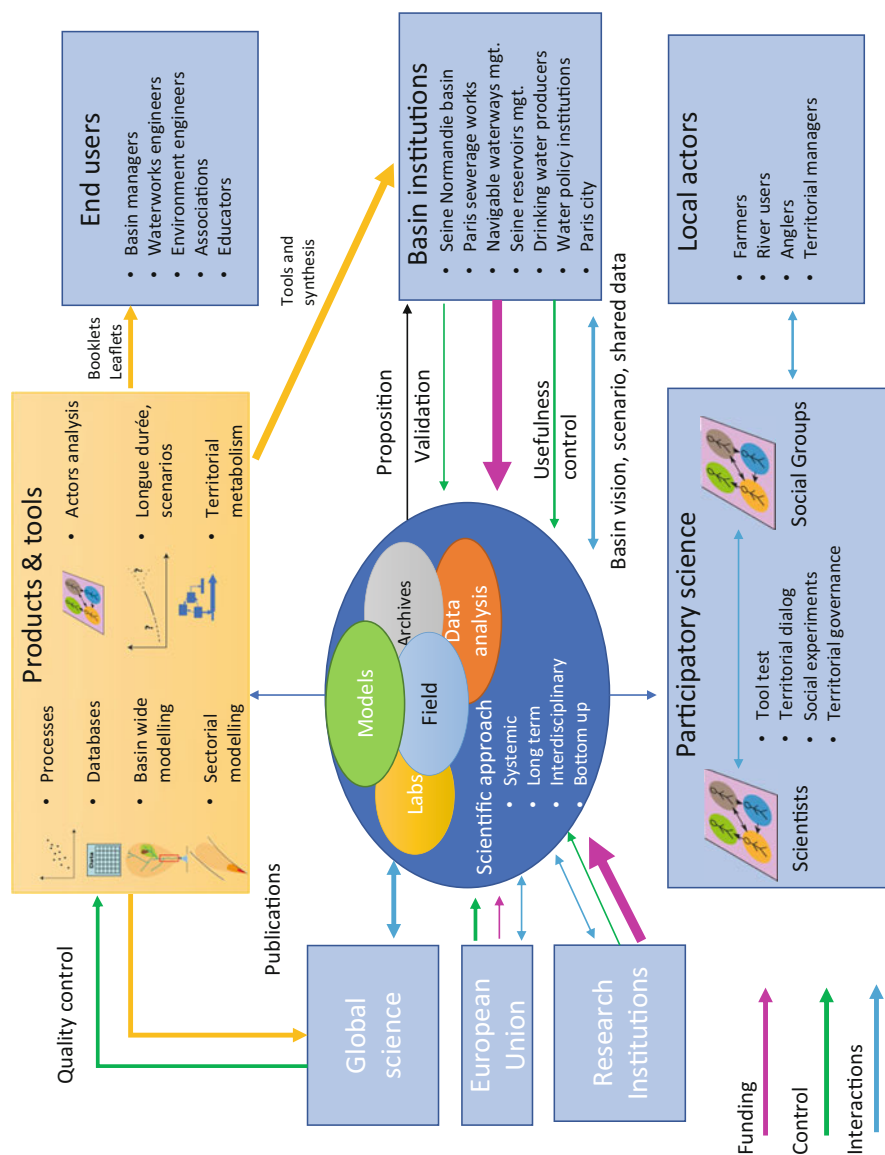 Quality control
Publications
Products & tools
• Processes
• Databases
• Basin wide
modelling
• Sectorial
modelling
• Actors analysis
• Longue durée,
scenarios
• Territorial
metabolism
Data
?
?
Booklets
Leaflets
End users
• Basin managers
• Waterworks engineers
• Environment engineers
• Associations
• Educators
Tools and
synthesis
Global
science
European
Union
Research
Institutions
Models
Labs
Field
Archives
Data
analysis
Scientific approach
• Systemic
• Long term
• Interdisciplinary
• Bottom up
Proposition
Validation
Usefulness
control
Basin vision, scenario, shared data
Basin institutions
• Seine Normandie basin
• Paris sewerage works
• Navigable waterways mgt.
• Seine reservoirs mgt.
• Drinking water producers
• Water policy institutions
• Paris city
Participatory science
Scientists
• Tool test
• Territorial dialog
• Social experiments
• Territorial governance
Social Groups
Local actors
• Farmers
• River users
• Anglers
• Territorial managers
Funding
Control
Interactions